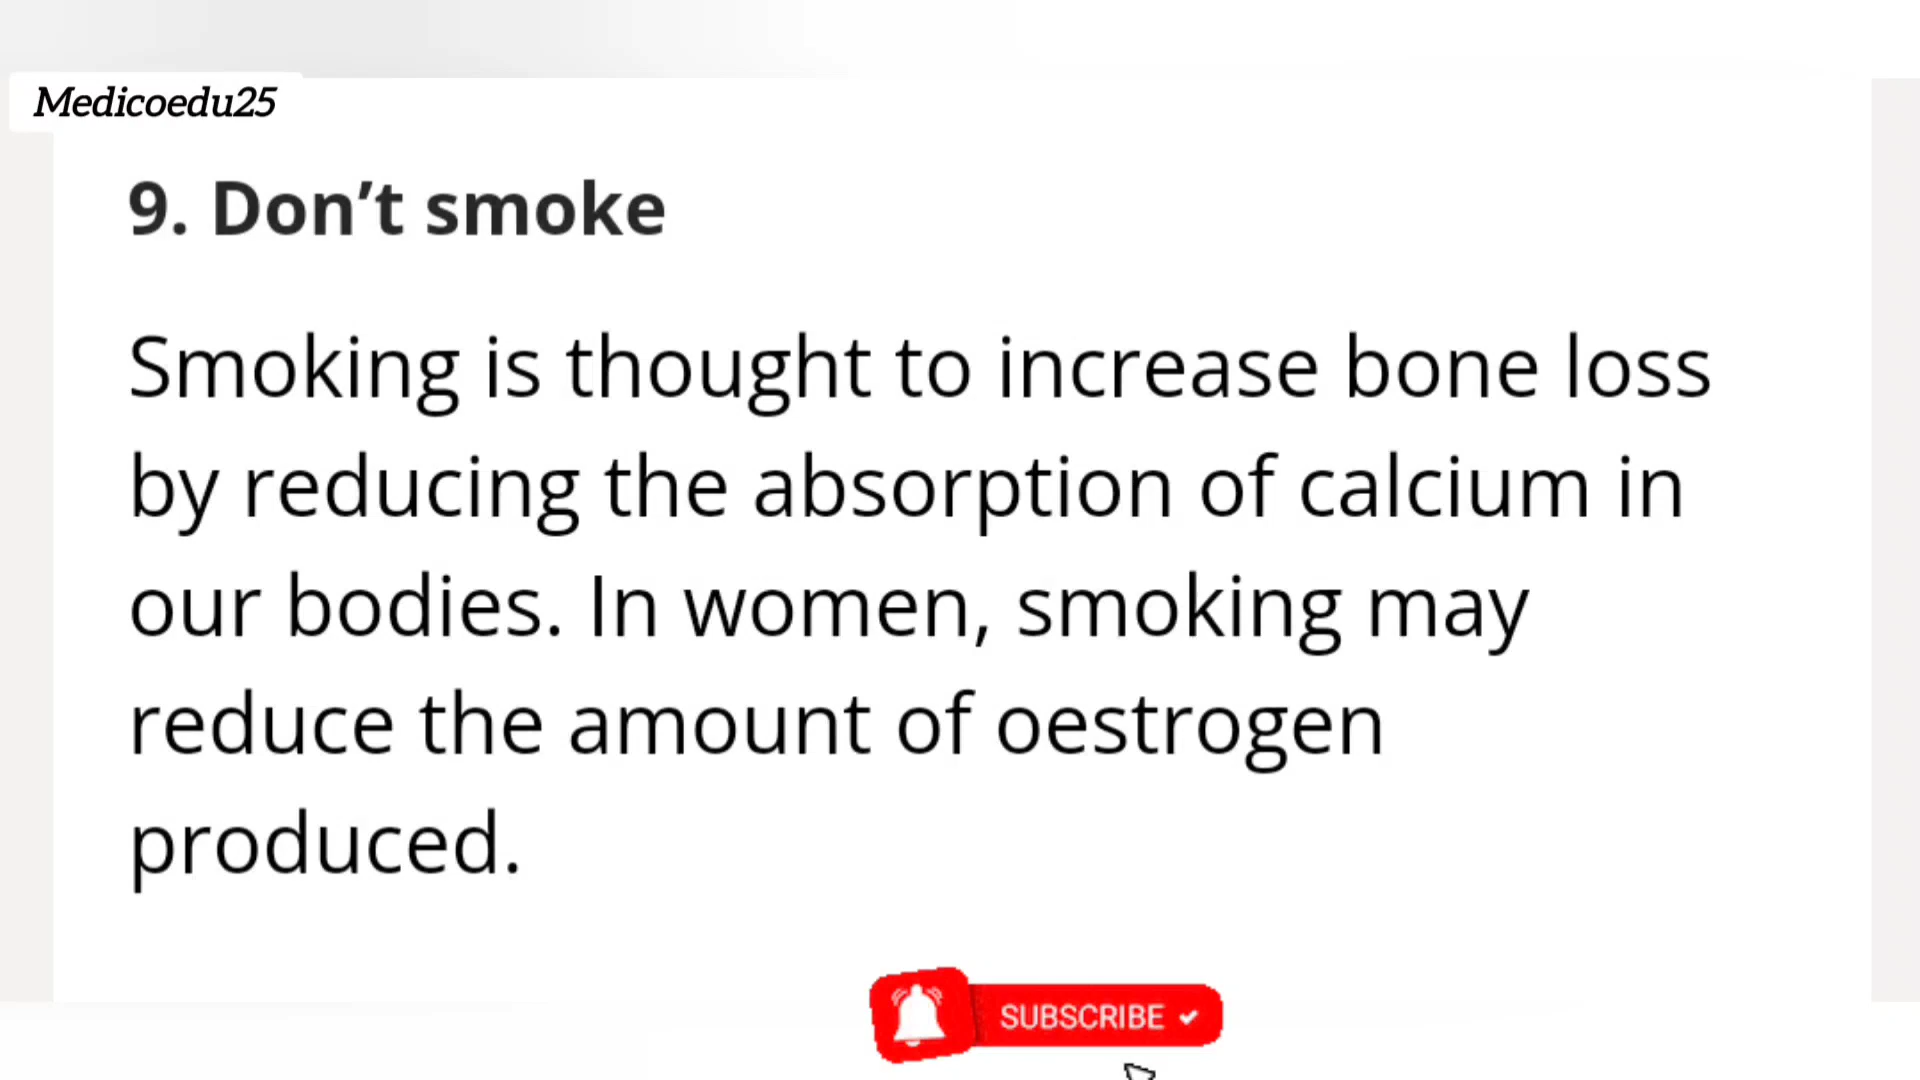 Medicoedu25
9. Don’t smoke
Smoking is thought to increase bone loss
by reducing the absorption of calcium in
our bodies. In women, smoking may
reduce the amount of oestrogen
produced.
SUBSCRIBE